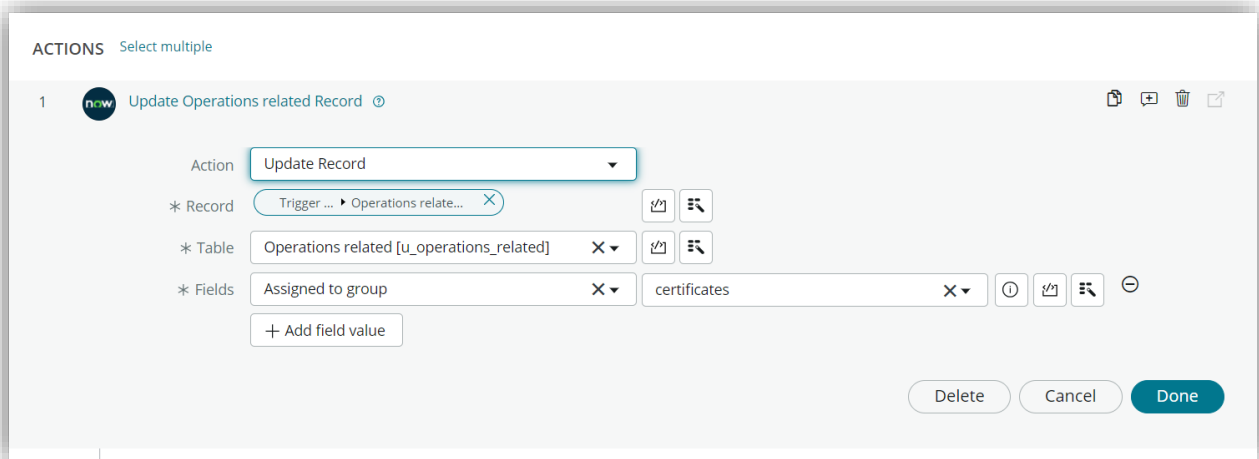 ACTIONS Select multiple
1 now Update Operations related Record ?
Action Update Record
* Record Trigger ... ▸ Operations relate... X
* Table Operations related [u_operations_related] X
* Fields Assigned to group X certificates X
+ Add field value
Delete Cancel Done